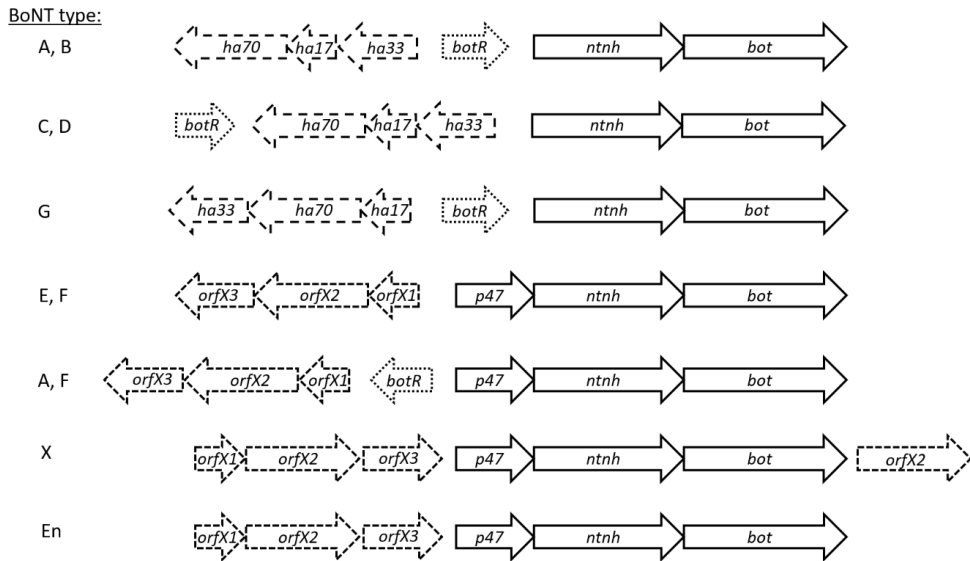 BoNT type:
A, B ha70 ha17 ha33 botR ntnh bot
C, D botR ha70 ha17 ha33 ntnh bot
G ha33 ha70 ha17 botR ntnh bot
E, F orfX3 orfX2 orfX1 p47 ntnh bot
A, F orfX3 orfX2 orfX1 botR p47 ntnh bot
X orfX1 orfX2 orfX3 p47 ntnh bot orfX2
En orfX1 orfX2 orfX3 p47 ntnh bot